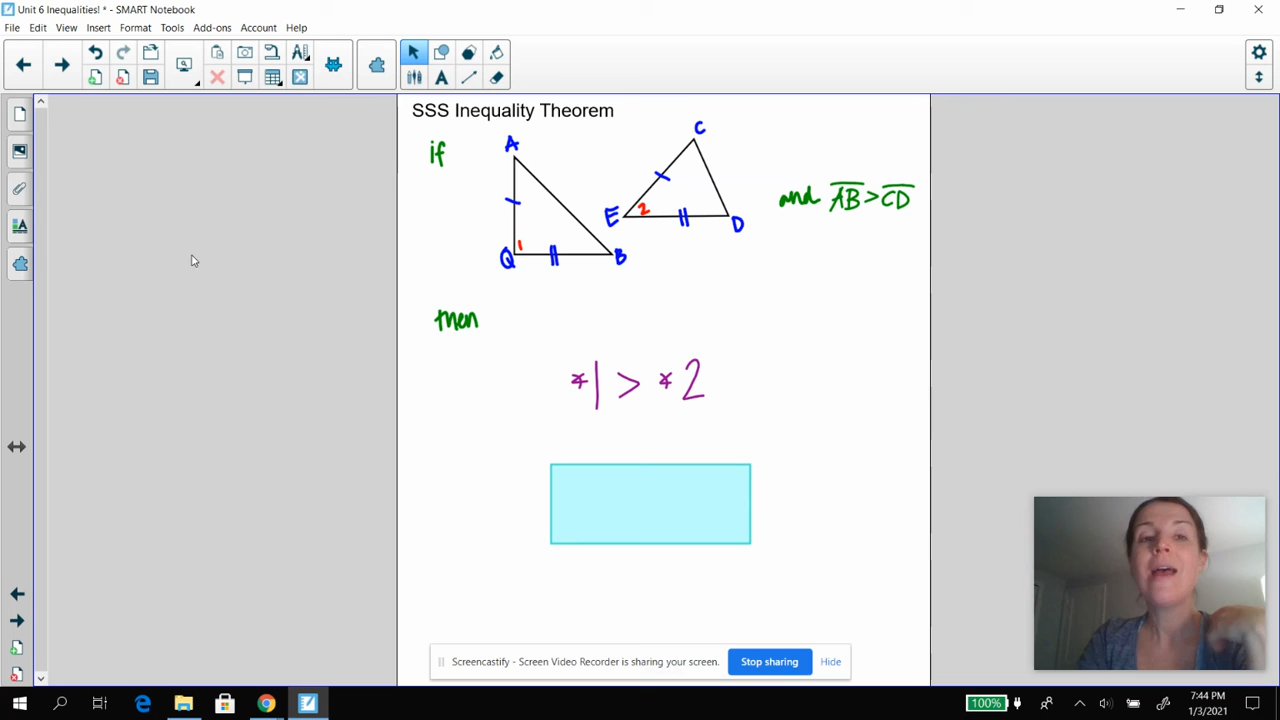 Unit 6 Inequalities! * - SMART Notebook
File Edit View Insert Format Tools Add-ons Account Help
SSS Inequality Theorem
if
A
Q
1
B
C
E
2
D
and AB > CD
then
∡1 > ∡2
Screencastify - Screen Video Recorder is sharing your screen.
Stop sharing
Hide
100%
7:44 PM
1/3/2021